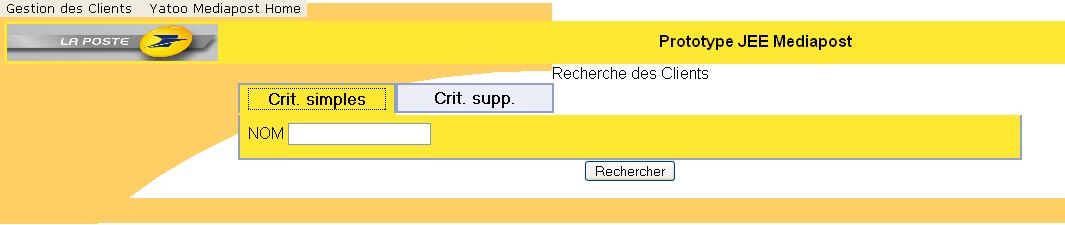 Gestion des Clients Yatoo Mediapost Home
LA POSTE
Prototype JEE Mediapost
Recherche des Clients
Crit. simples Crit. supp.
NOM
Rechercher